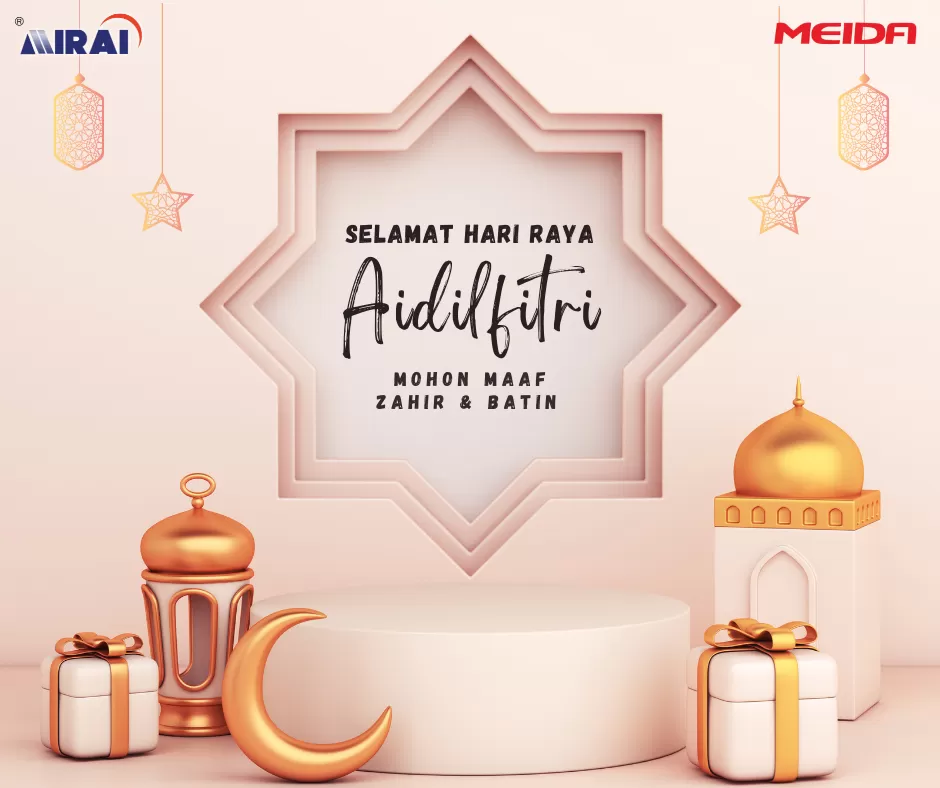 ® MIRAI
MEIDA
SELAMAT HARI RAYA
Aidilfitri
MOHON MAAF
ZAHIR & BATIN